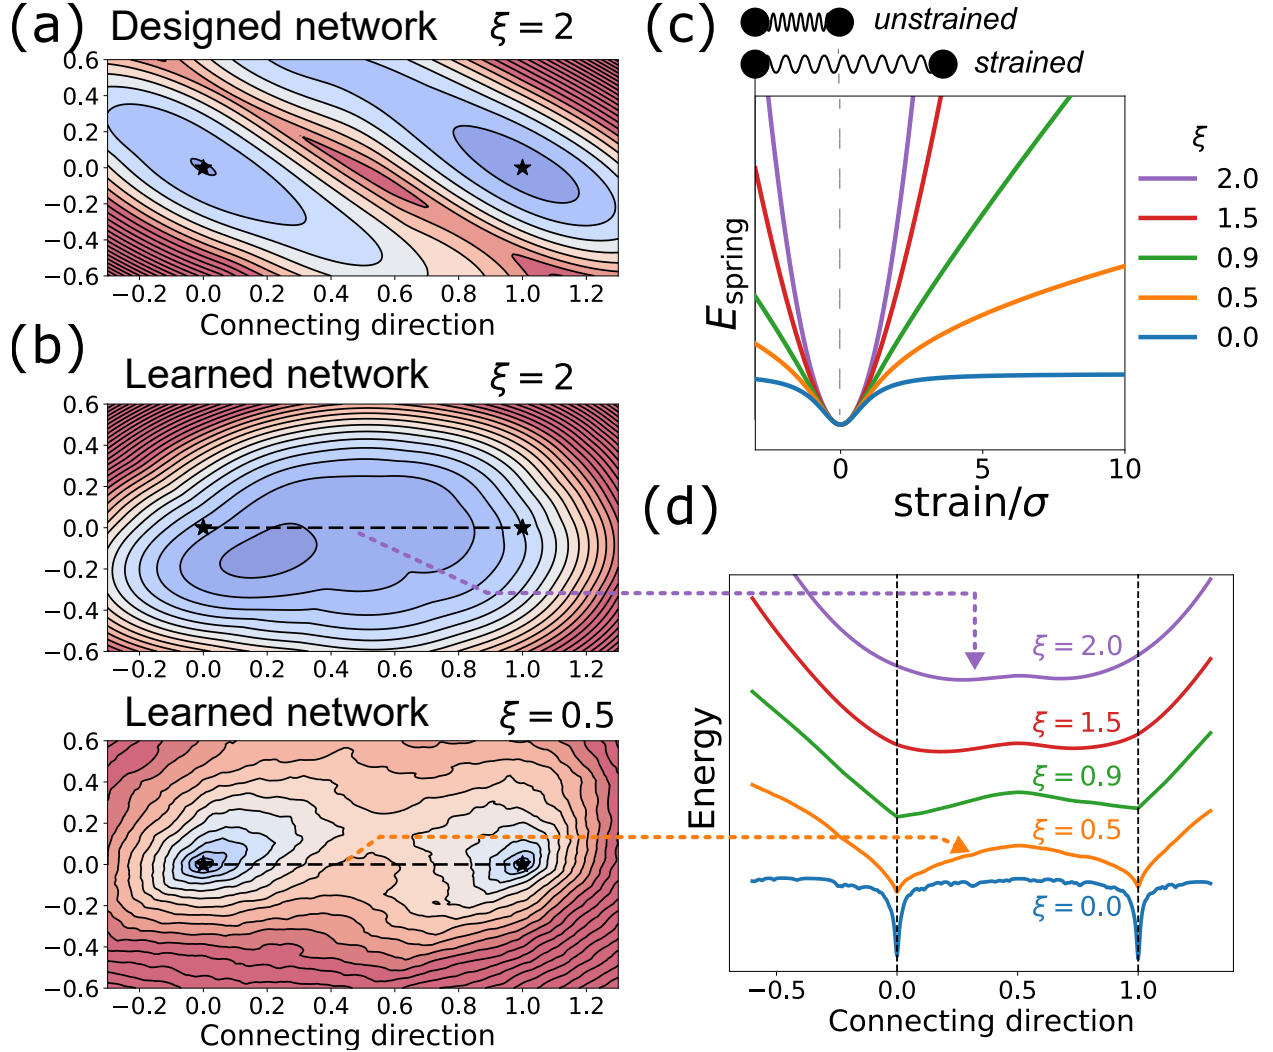 (a) Designed network ξ = 2
0.6
0.4
0.2
0.0
−0.2
−0.4
−0.6
−0.2 0.0 0.2 0.4 0.6 0.8 1.0 1.2
Connecting direction
(b)
Learned network ξ = 2
0.6
0.4
0.2
0.0
−0.2
−0.4
−0.6
−0.2 0.0 0.2 0.4 0.6 0.8 1.0 1.2
Learned network ξ = 0.5
0.6
0.4
0.2
0.0
−0.2
−0.4
−0.6
−0.2 0.0 0.2 0.4 0.6 0.8 1.0 1.2
Connecting direction
(c)
unstrained
strained
Espring
ξ
2.0
1.5
0.9
0.5
0.0
0 5 10
strain/σ
(d)
Energy
ξ = 2.0
ξ = 1.5
ξ = 0.9
ξ = 0.5
ξ = 0.0
−0.5 0.0 0.5 1.0
Connecting direction